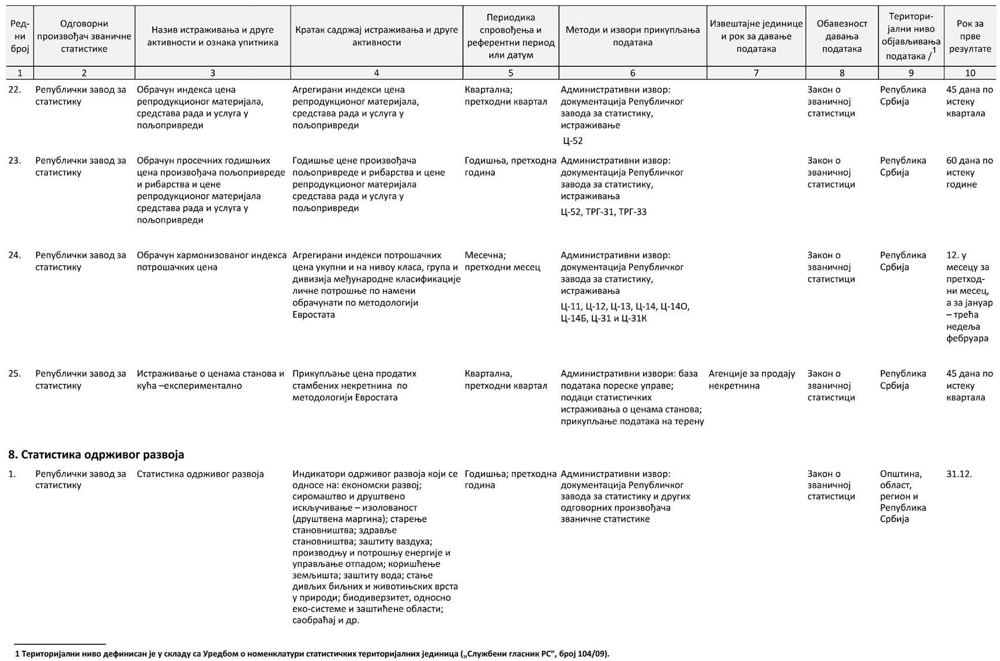 Ред-
ни
број
Одговорни
произвођач званичне
статистике
Назив истраживања и друге
активности и ознака упитника
Кратак садржај истраживања и друге
активности
Периодика
спровођења и
референтни период
или датум
Методи и извори прикупљања
података
Извештајне јединице
и рок за давање
података
Обавезност
давања
података
Територи-
јални ниво
објављивања
података /1
Рок за
прве
резултате
1 2 3 4 5 6 7 8 9 10
22.
Републички завод за
статистику
Обрачун индекса цена
репродукционог материјала,
средстава рада и услуга у
пољопривреди
Агрегирани индекси цена
репродукционог материјала,
средстава рада и услуга у
пољопривреди
Квартална;
претходни квартал
Административни извор:
документација Републичког
завода за статистику,
истраживање
Ц-52
Закон о
званичној
статистици
Република
Србија
45 дана по
истеку
квартала
23.
Републички завод за
статистику
Обрачун просечних годишњих
цена произвођача пољопривреде
и рибарства и цене
репродукционог материјала
средстава рада и услуга у
пољопривреди
Годишње цене произвођача
пољопривреде и рибарства и цене
репродукционог материјала
средстава рада и услуга у
пољопривреди
Годишња, претходна
година
Административни извор:
документација Републичког
завода за статистику,
истраживања
Ц-52, ТРГ-31, ТРГ-33
Закон о
званичној
статистици
Република
Србија
60 дана по
истеку
године
24.
Републички завод за
статистику
Обрачун хармонизованог индекса
потрошачких цена
Агрегирани индекси потрошачких
цена укупни и на нивоу класа, група и
дивизија међународне класификације
личне потрошње по намени
обрачунати по методологији
Евростата
Месечна;
претходни месец
Административни извор:
документација Републичког
завода за статистику,
истраживања
Ц-11, Ц-12, Ц-13, Ц-14, Ц-14О,
Ц-14Б, Ц-31 и Ц-31К
Закон о
званичној
статистици
Република
Србија
12. у
месецу за
претход-
ни месец,
а за јануар
– трећа
недеља
фебруара
25.
Републички завод за
статистику
Истраживање о ценама станова и
кућа –експериментално
Прикупљање цена продатих
стамбених некретнина по
методологији Евростата
Квартална,
претходни квартал
Административни извори: база
података пореске управе;
подаци статистичких
истраживања о ценама станова;
прикупљање података на терену
Агенције за продају
некретнина
Закон о
званичној
статистици
Република
Србија
45 дана по
истеку
квартала
8. Статистика одрживог развоја
1.
Републички завод за
статистику
Статистика одрживог развоја
Индикатори одрживог развоја који се
односе на: економски развој;
сиромаштво и друштвено
искључивање – изолованост
(друштвена маргина); старење
становништва; здравље
становништва; заштиту ваздуха;
производњу и потрошњу енергије и
управљање отпадом; коришћење
земљишта; заштиту вода; стање
дивљих биљних и животињских врста
у природи; биодиверзитет, односно
еко-системе и заштићене области;
саобраћај и др.
Годишња; претходна
година
Административни извор:
документација Републичког
завода за статистику и других
одговорних произвођача
званичне статистике
Закон о
званичној
статистици
Општина,
област,
регион и
Република
Србија
31.12.
1 Територијални ниво дефинисан је у складу са Уредбом о номенклатури статистичких територијалних јединица („Службени гласник РС”, број 104/09).